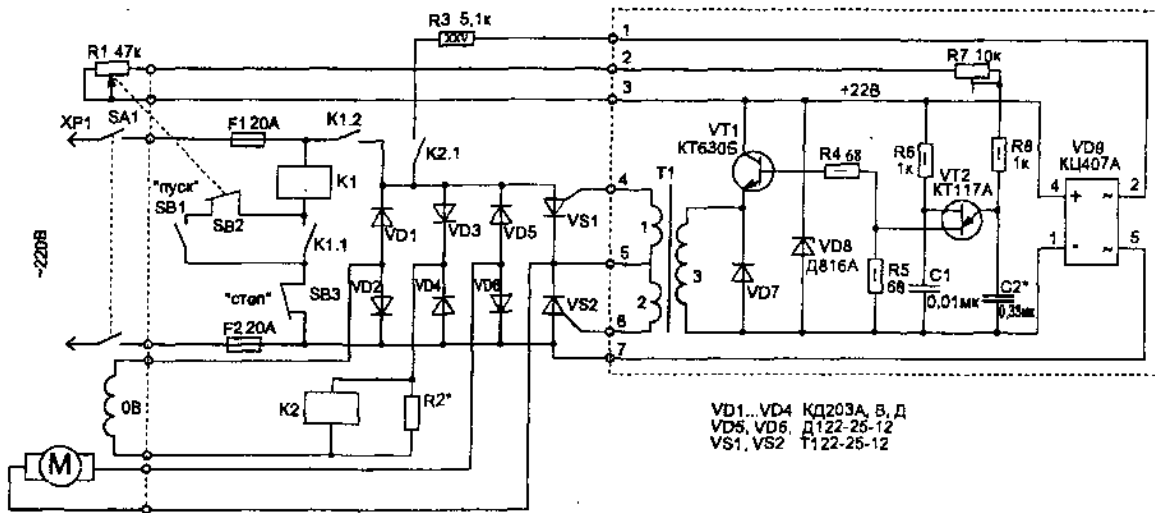 R3 5,1к
1
R1 47к
2
R7 10к
3
+22В
XP1
SA1
F1 20А
K1.2
VT1
КТ630Б
R4 68
R6
1к
R8
1к
VT2
КТ117А
VD9
КЦ407А
K2.1
"пуск"
SB1
SB2
K1
4
T1
4
2
+
~
~220В
K1.1
VD1
VD3
VD5
VS1
1
5
3
VD8
Д816А
1
-
~
5
"стоп"
SB3
VD2
VD4
VD6
VS2
2
VD7
R5
68
C1
0,01мк
C2*
0,33мк
F2 20А
6
7
ОВ
K2
R2*
M
VD1...VD4 КД203А, В, Д
VD5, VD6, Д122-25-12
VS1, VS2 Т122-25-12